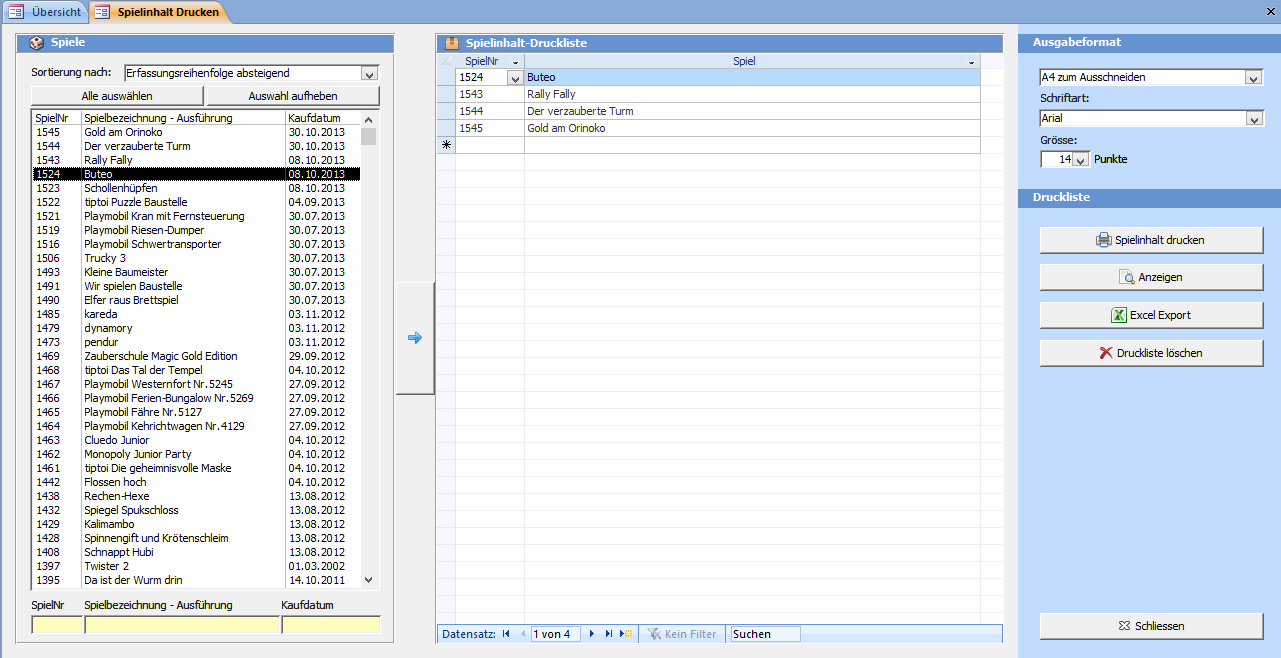 Übersicht
Spielinhalt Drucken
Spiele
Sortierung nach: Erfassungsreihenfolge absteigend
Alle auswählen Auswahl aufheben
SpielNr Spielbezeichnung - Ausführung Kaufdatum
1545 Gold am Orinoko 30.10.2013
1544 Der verzauberte Turm 30.10.2013
1543 Rally Fally 08.10.2013
1524 Buteo 08.10.2013
1523 Schollenhüpfen 08.10.2013
1522 tiptoi Puzzle Baustelle 04.09.2013
1521 Playmobil Kran mit Fernsteuerung 30.07.2013
1519 Playmobil Riesen-Dumper 30.07.2013
1516 Playmobil Schwertransporter 30.07.2013
1506 Trucky 3 30.07.2013
1493 Kleine Baumeister 30.07.2013
1491 Wir spielen Baustelle 30.07.2013
1490 Elfer raus Brettspiel 30.07.2013
1485 kareda 03.11.2012
1479 dynamory 03.11.2012
1473 pendur 03.11.2012
1469 Zauberschule Magic Gold Edition 29.09.2012
1468 tiptoi Das Tal der Tempel 04.10.2012
1467 Playmobil Westernfort Nr.5245 27.09.2012
1466 Playmobil Ferien-Bungalow Nr.5269 27.09.2012
1465 Playmobil Fähre Nr.5127 27.09.2012
1464 Playmobil Kehrichtwagen Nr.4129 27.09.2012
1463 Cluedo Junior 04.10.2012
1462 Monopoly Junior Party 04.10.2012
1461 tiptoi Die geheimnisvolle Maske 04.10.2012
1442 Flossen hoch 04.10.2012
1438 Rechen-Hexe 13.08.2012
1432 Spiegel Spukschloss 13.08.2012
1429 Kalimambo 13.08.2012
1428 Spinnengift und Krötenschleim 13.08.2012
1408 Schnappt Hubi 13.08.2012
1397 Twister 2 01.03.2002
1395 Da ist der Wurm drin 14.10.2011
SpielNr Spielbezeichnung - Ausführung Kaufdatum
Spielinhalt-Druckliste
SpielNr Spiel
1524 Buteo
1543 Rally Fally
1544 Der verzauberte Turm
1545 Gold am Orinoko
Datensatz: 1 von 4 Kein Filter Suchen
Ausgabeformat
A4 zum Ausschneiden
Schriftart:
Arial
Grösse:
14 Punkte
Druckliste
Spielinhalt drucken
Anzeigen
Excel Export
Druckliste löschen
Schliessen